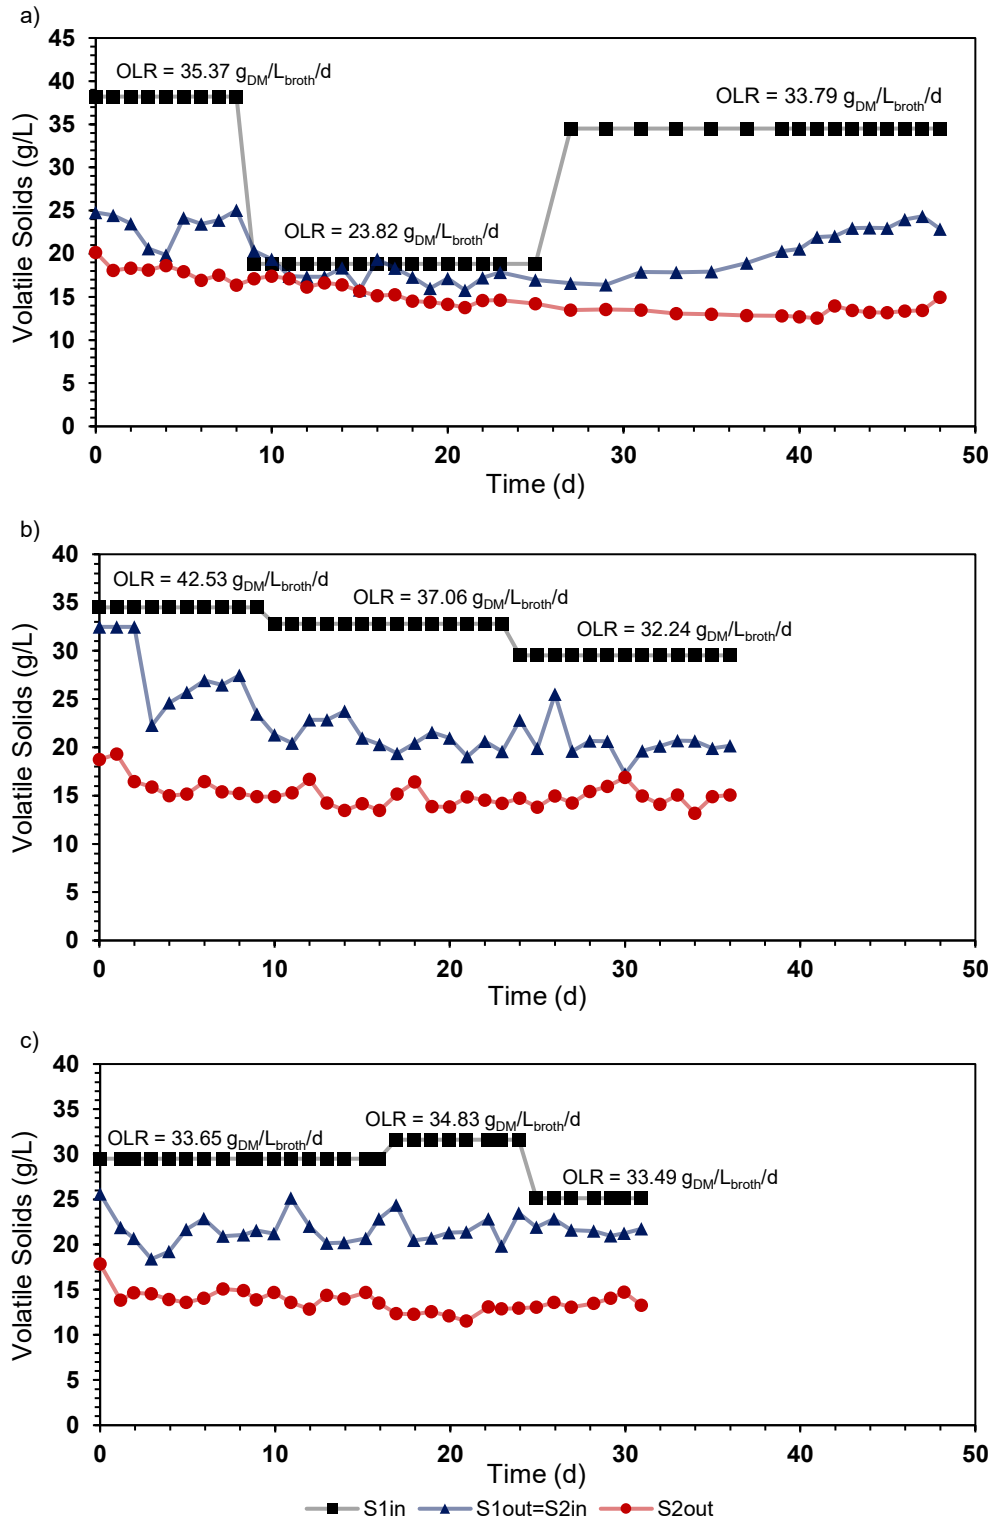 a)
45
40
35
30
25
20
15
10
5
0
Volatile Solids (g/L)
OLR = 35.37 gDM/Lbroth/d
OLR = 33.79 gDM/Lbroth/d
OLR = 23.82 gDM/Lbroth/d
0 10 20 30 40 50
Time (d)
b)
40
35
30
25
20
15
10
5
0
Volatile Solids (g/L)
OLR = 42.53 gDM/Lbroth/d
OLR = 37.06 gDM/Lbroth/d
OLR = 32.24 gDM/Lbroth/d
0 10 20 30 40 50
Time (d)
c)
40
35
30
25
20
15
10
5
0
Volatile Solids (g/L)
OLR = 33.65 gDM/Lbroth/d
OLR = 34.83 gDM/Lbroth/d
OLR = 33.49 gDM/Lbroth/d
0 10 20 30 40 50
Time (d)
S1in S1out=S2in S2out